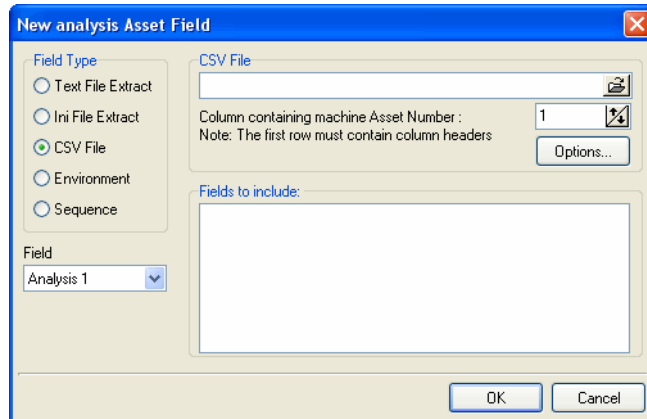 New analysis Asset Field
Field Type
Text File Extract
Ini File Extract
CSV File
Environment
Sequence
Field
Analysis 1
CSV File
Column containing machine Asset Number :
1
Note: The first row must contain column headers
Options...
Fields to include:
OK
Cancel